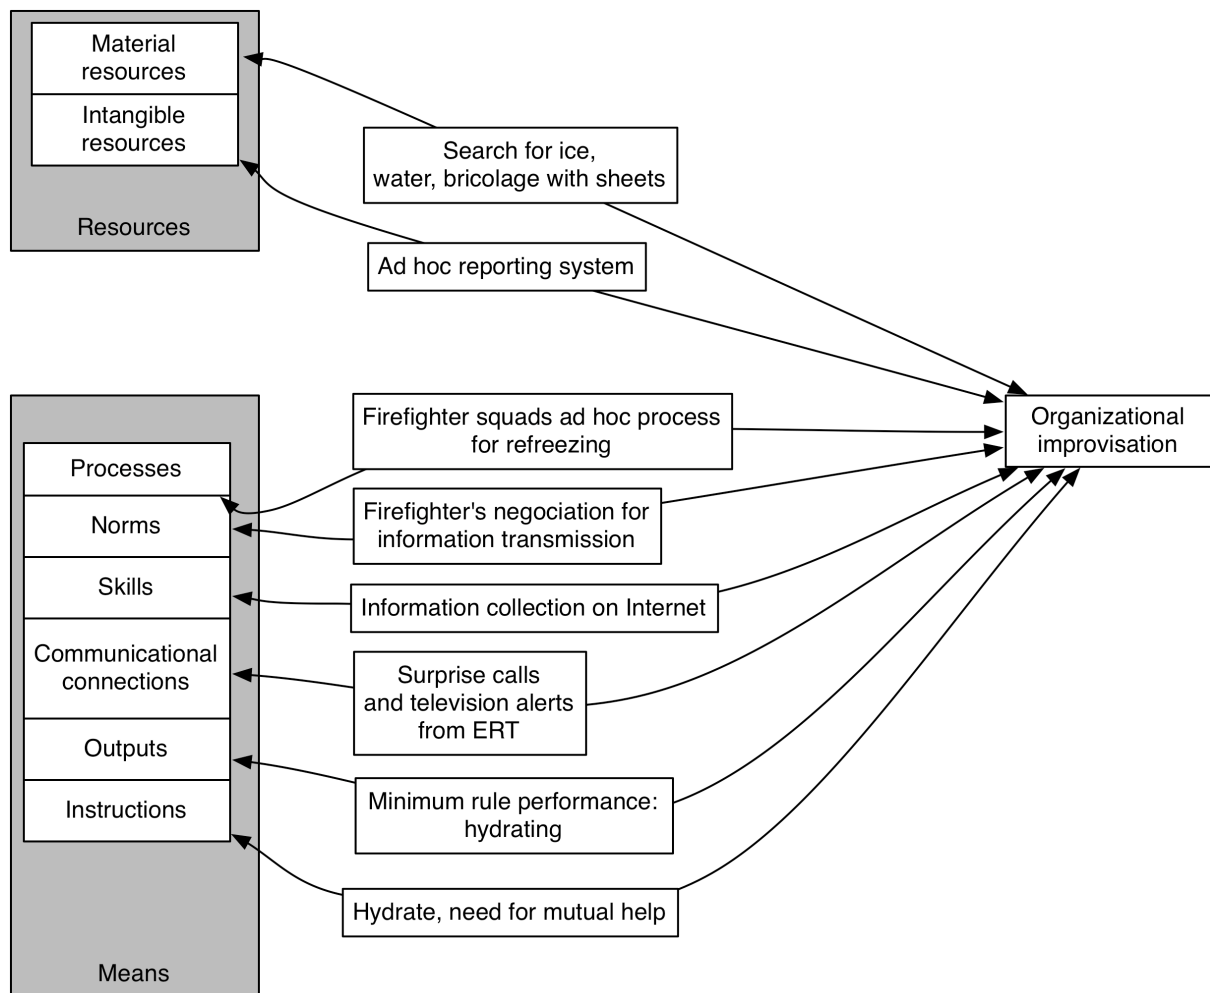 Material
resources
Intangible
resources
Resources
Search for ice,
water, bricolage with sheets
Ad hoc reporting system
Firefighter squads ad hoc process
for refreezing
Firefighter's negociation for
information transmission
Information collection on Internet
Surprise calls
and television alerts
from ERT
Minimum rule performance:
hydrating
Hydrate, need for mutual help
Processes
Norms
Skills
Communicational
connections
Outputs
Instructions
Means
Organizational
improvisation